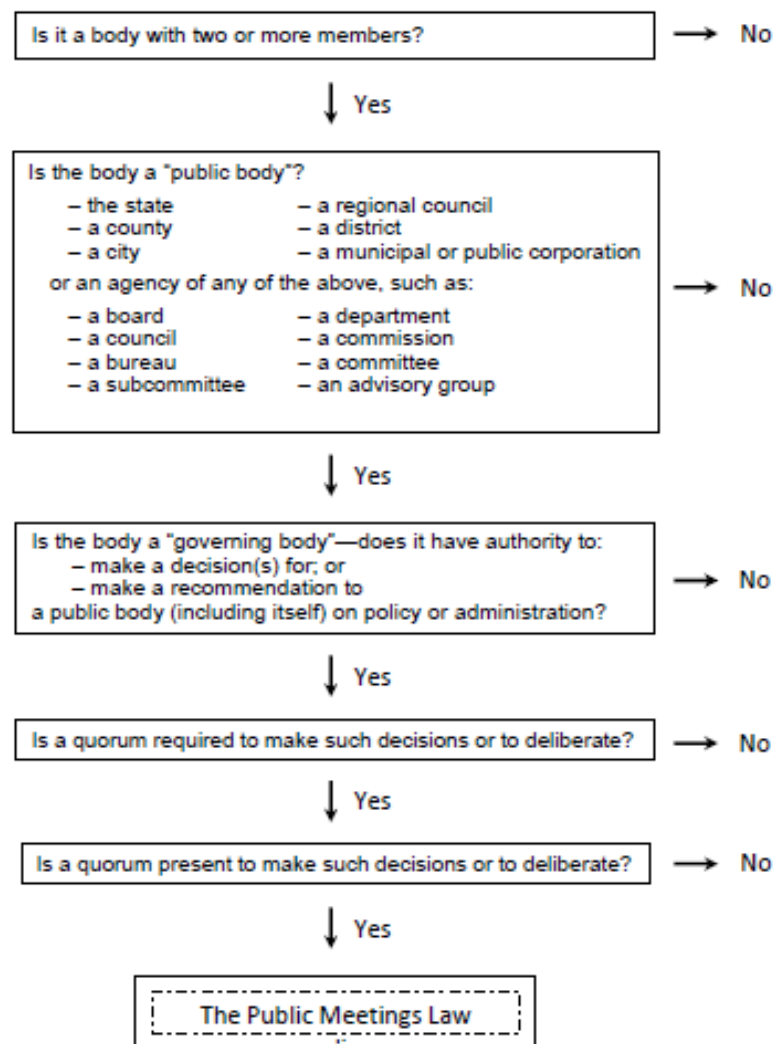 Is it a body with two or more members?
No
Yes
Is the body a "public body"?
– the state – a regional council
– a county – a district
– a city – a municipal or public corporation
or an agency of any of the above, such as:
– a board – a department
– a council – a commission
– a bureau – a committee
– a subcommittee – an advisory group
No
Yes
Is the body a "governing body"—does it have authority to:
– make a decision(s) for; or
– make a recommendation to
a public body (including itself) on policy or administration?
No
Yes
Is a quorum required to make such decisions or to deliberate?
No
Yes
Is a quorum present to make such decisions or to deliberate?
No
Yes
The Public Meetings Law